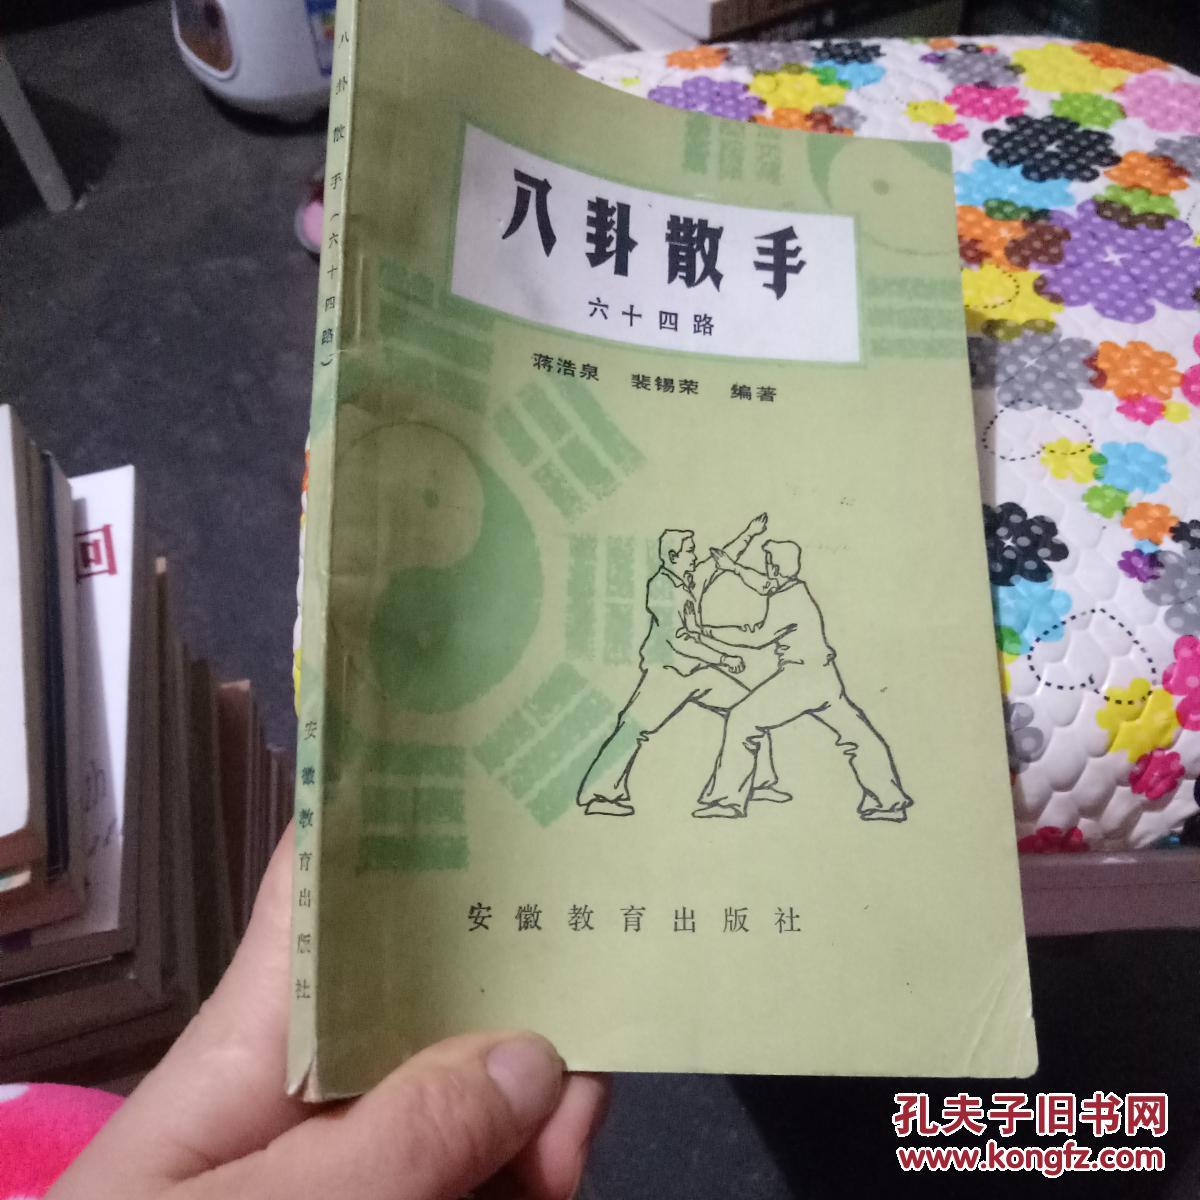 八卦散手(六十四路)
安徽教育出版社
八卦散手
六十四路
蒋浩泉 裴锡荣 编著
安徽教育出版社
回
孔夫子旧书网
www.kongfz.com